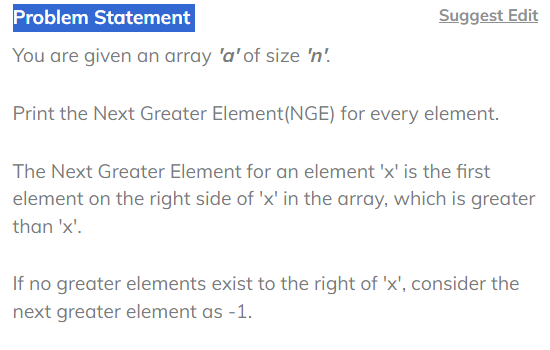 Problem Statement
Suggest Edit
You are given an array 'a' of size 'n'.
Print the Next Greater Element(NGE) for every element.
The Next Greater Element for an element 'x' is the first
element on the right side of 'x' in the array, which is greater
than 'x'.
If no greater elements exist to the right of 'x', consider the
next greater element as -1.